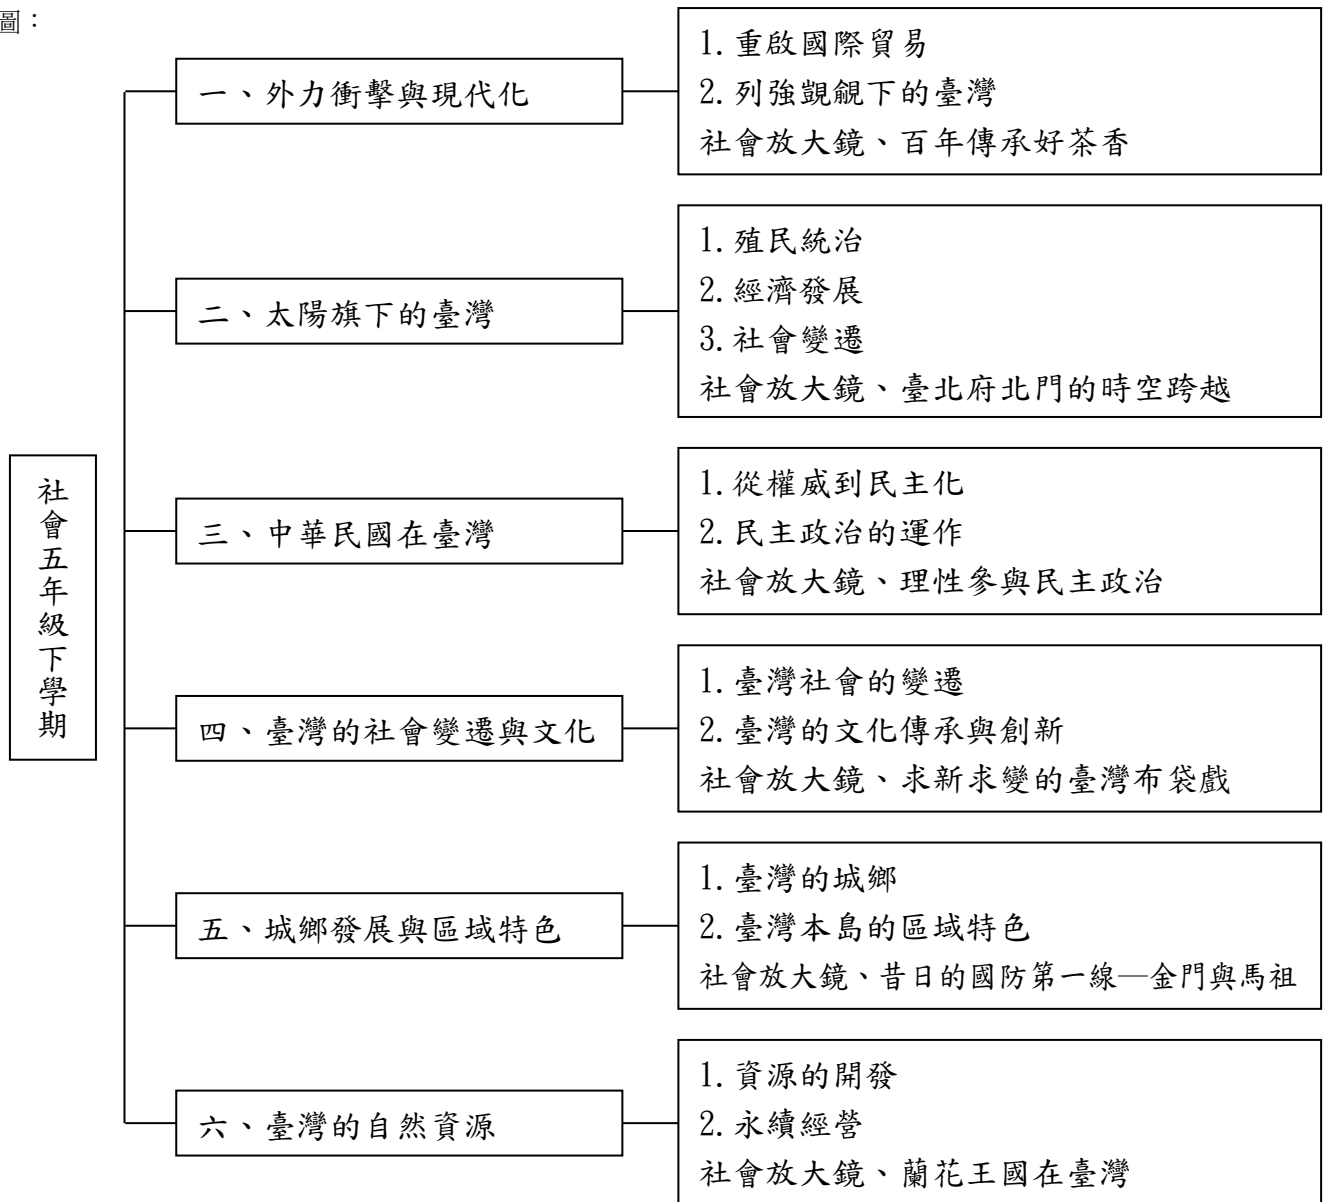 圖：
社會五年級下學期
一、外力衝擊與現代化
1.重啟國際貿易
2.列強覬覦下的臺灣
社會放大鏡、百年傳承好茶香
二、太陽旗下的臺灣
1.殖民統治
2.經濟發展
3.社會變遷
社會放大鏡、臺北府北門的時空跨越
三、中華民國在臺灣
1.從權威到民主化
2.民主政治的運作
社會放大鏡、理性參與民主政治
四、臺灣的社會變遷與文化
1.臺灣社會的變遷
2.臺灣的文化傳承與創新
社會放大鏡、求新求變的臺灣布袋戲
五、城鄉發展與區域特色
1.臺灣的城鄉
2.臺灣本島的區域特色
社會放大鏡、昔日的國防第一線—金門與馬祖
六、臺灣的自然資源
1.資源的開發
2.永續經營
社會放大鏡、蘭花王國在臺灣